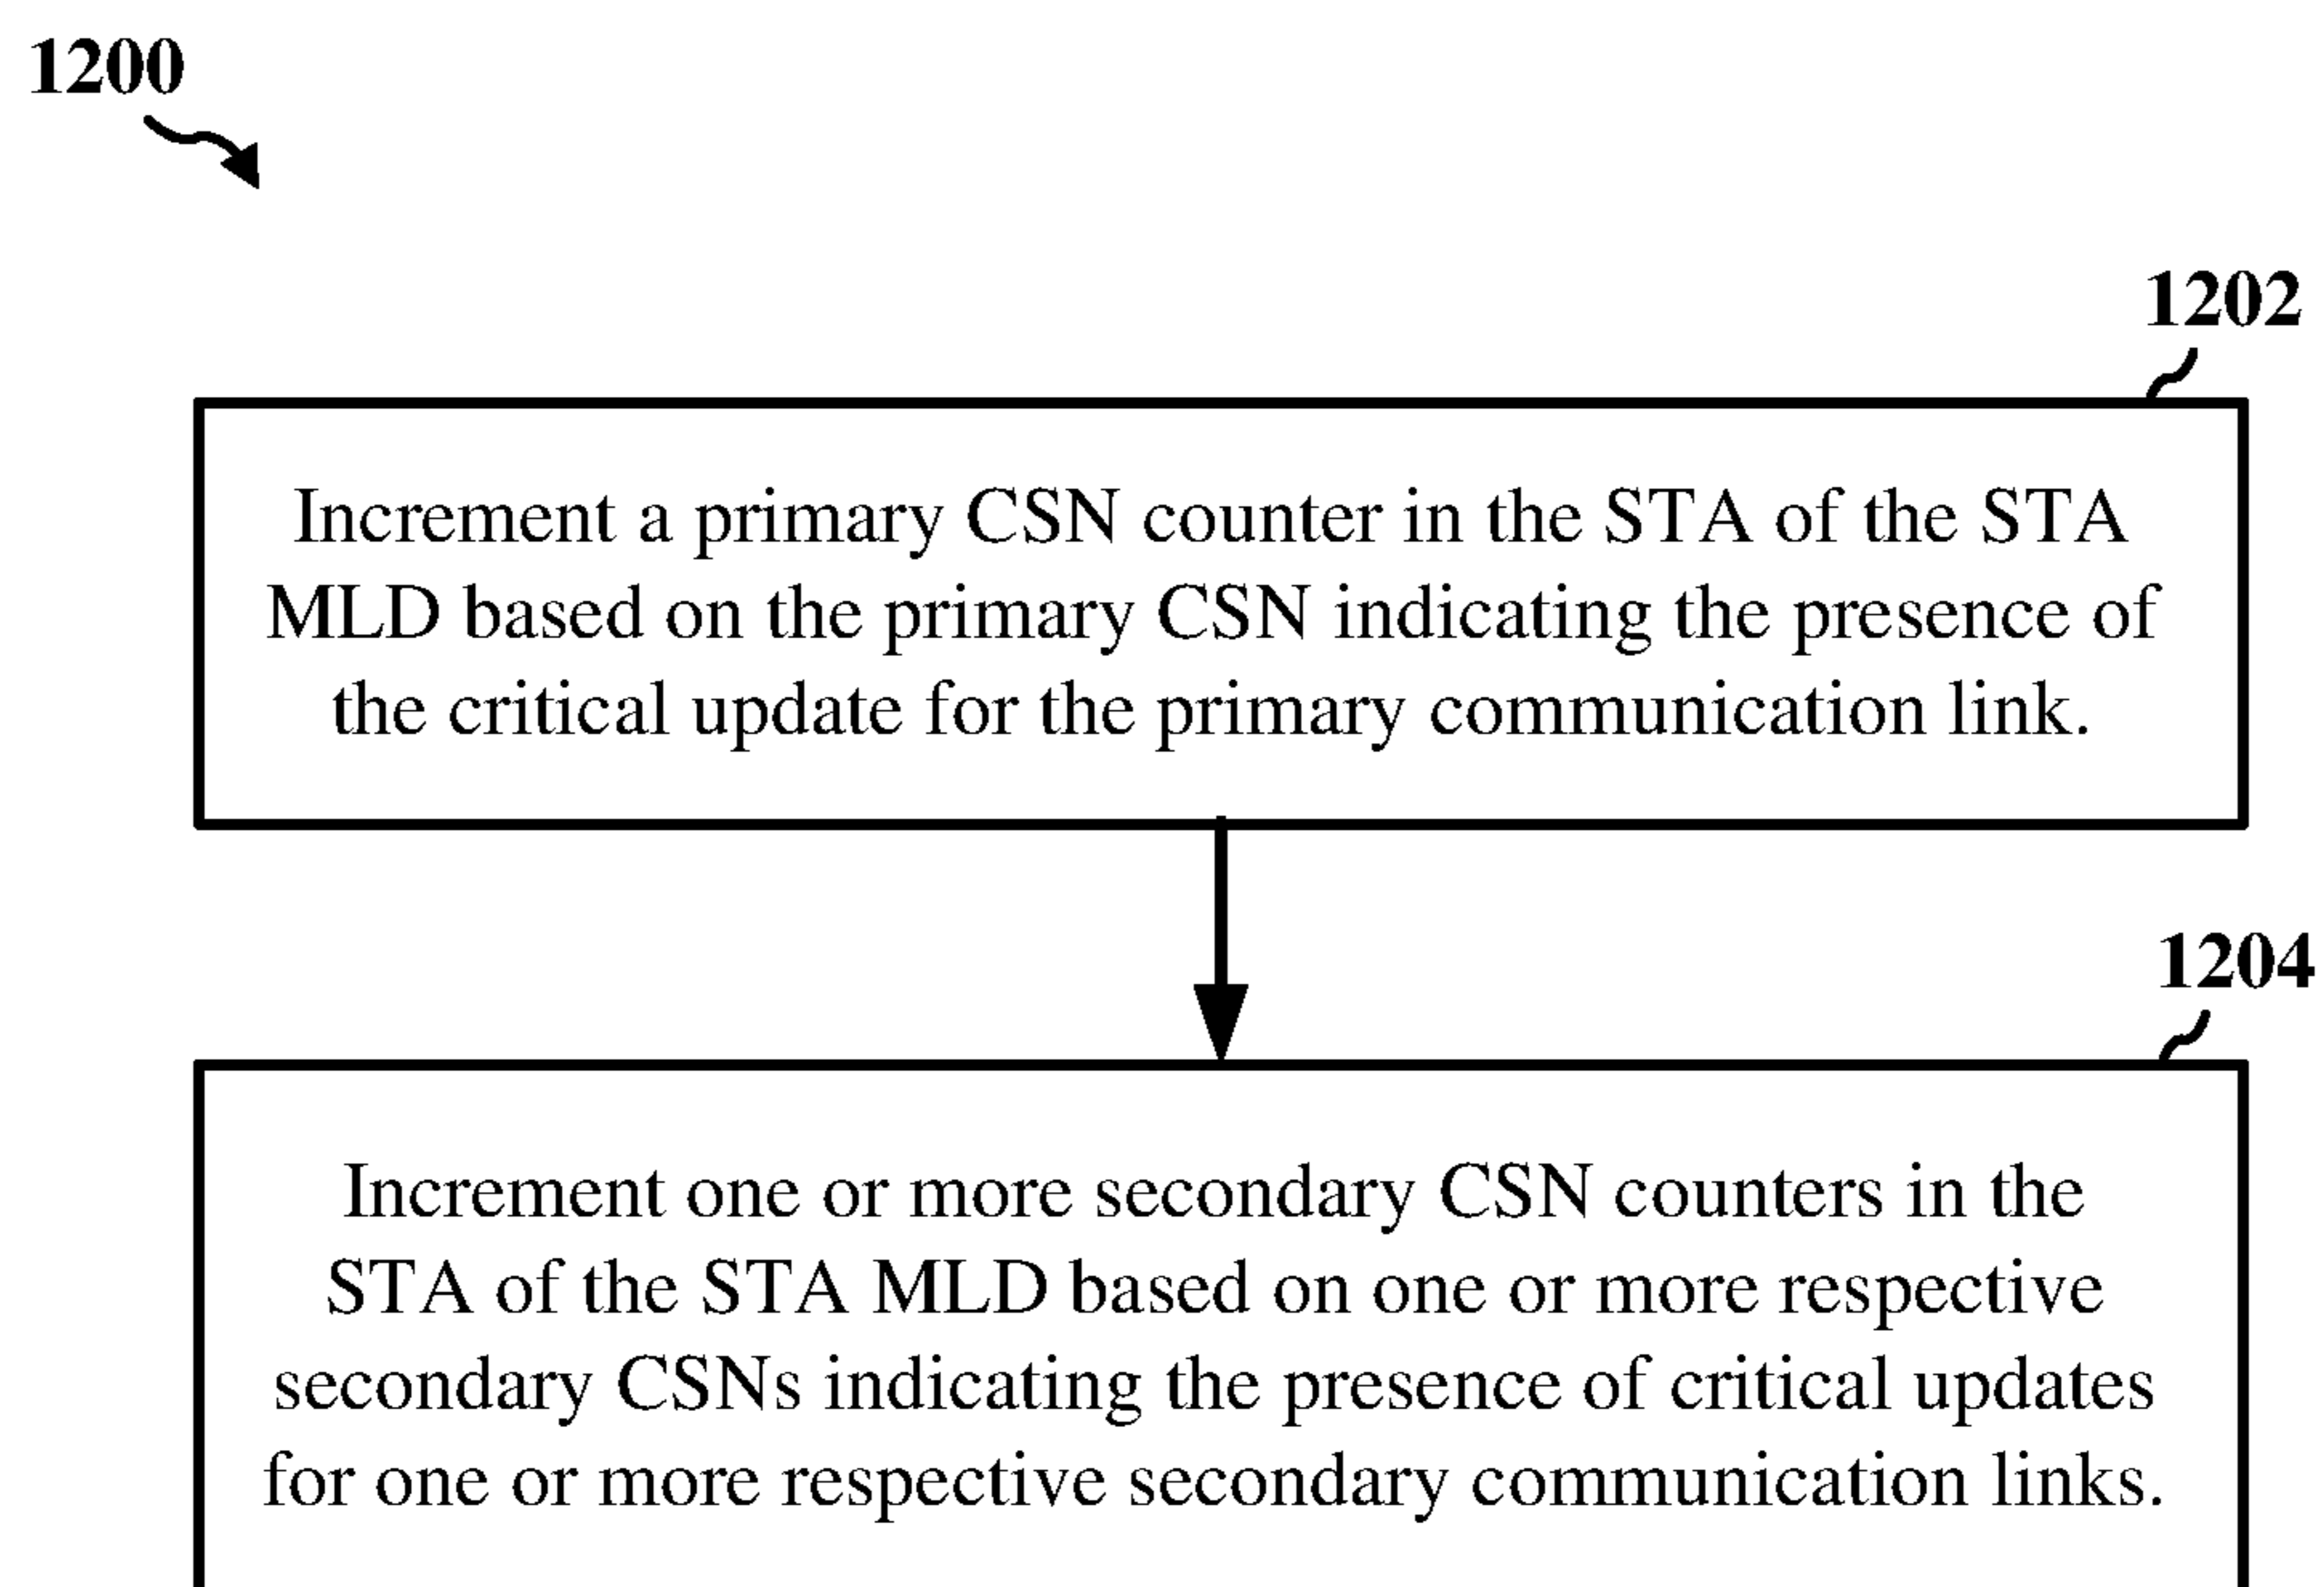 1200
1202
Increment a primary CSN counter in the STA of the STA
MLD based on the primary CSN indicating the presence of
the critical update for the primary communication link.
1204
Increment one or more secondary CSN counters in the
STA of the STA MLD based on one or more respective
secondary CSNs indicating the presence of critical updates
for one or more respective secondary communication links.